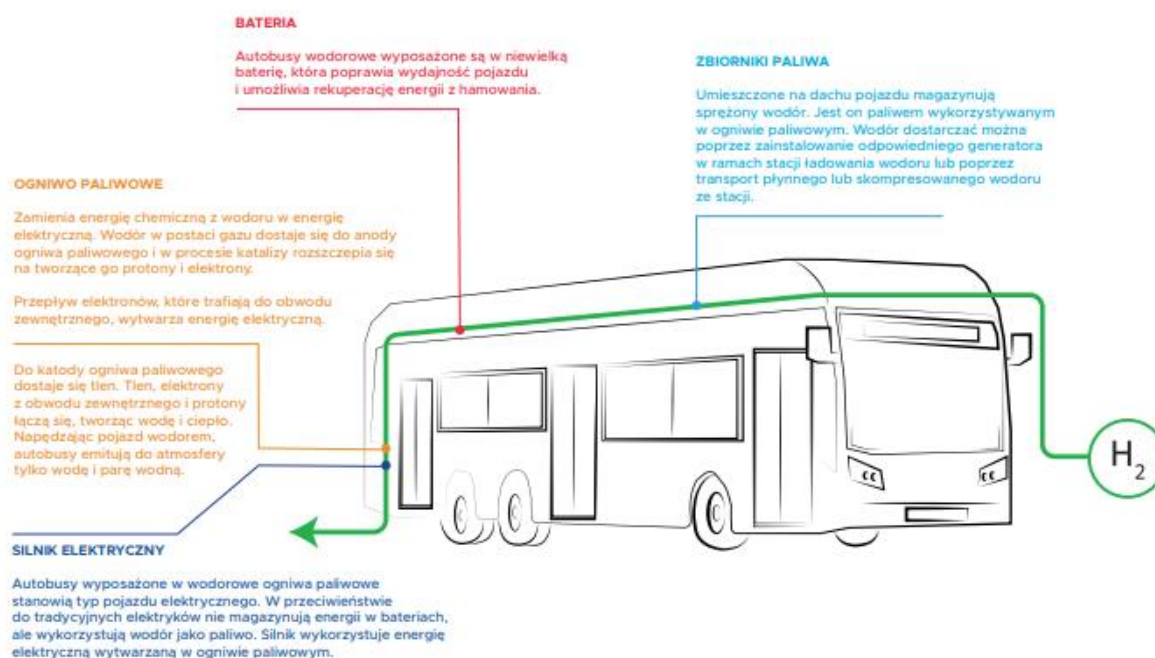 BATERIA
Autobusy wodorowe wyposażone są w niewielką
baterię, która poprawia wydajność pojazdu
i umożliwia rekuperację energii z hamowania.
ZBIORNIKI PALIWA
Umieszczone na dachu pojazdu magazynują
sprężony wodór. Jest on paliwem wykorzystywanym
w ogniwie paliwowym. Wodór dostarczać można
poprzez zainstalowanie odpowiedniego generatora
w ramach stacji ładowania wodoru lub poprzez
transport płynnego lub skompresowanego wodoru
ze stacji.
OGNIWO PALIWOWE
Zamienia energię chemiczną z wodoru w energię
elektryczną. Wodór w postaci gazu dostaje się do anody
ogniwa paliwowego i w procesie katalizy rozszczepia się
na tworzące go protony i elektrony.
Przepływ elektronów, które trafiają do obwodu
zewnętrznego, wytwarza energię elektryczną.
Do katody ogniwa paliwowego
dostaje się tlen. Tlen, elektrony
z obwodu zewnętrznego i protony
łączą się, tworząc wodę i ciepło.
Napędzając pojazd wodorem,
autobusy emitują do atmosfery
tylko wodę i parę wodną.
H2
SILNIK ELEKTRYCZNY
Autobusy wyposażone w wodorowe ogniwa paliwowe
stanowią typ pojazdu elektrycznego. W przeciwieństwie
do tradycyjnych elektryków nie magazynują energii w bateriach,
ale wykorzystują wodór jako paliwo. Silnik wykorzystuje energię
elektryczną wytwarzaną w ogniwie paliwowym.